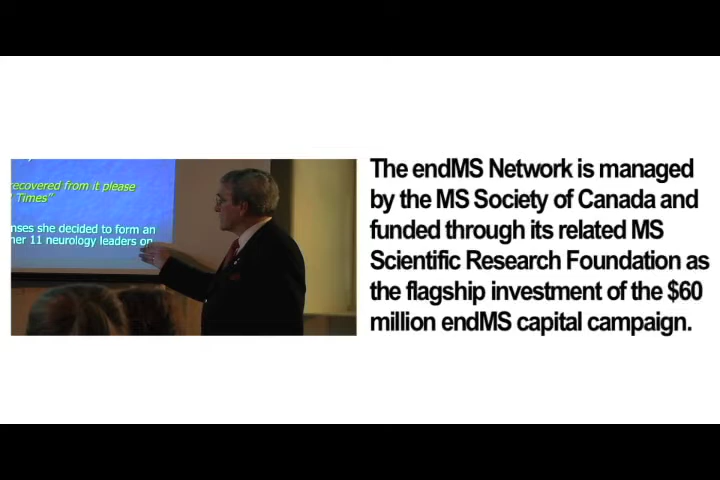 recovered from it please
Times”
she decided to form an
11 neurology leaders on
The endMS Network is managed
by the MS Society of Canada and
funded through its related MS
Scientific Research Foundation as
the flagship investment of the $60
million endMS capital campaign.